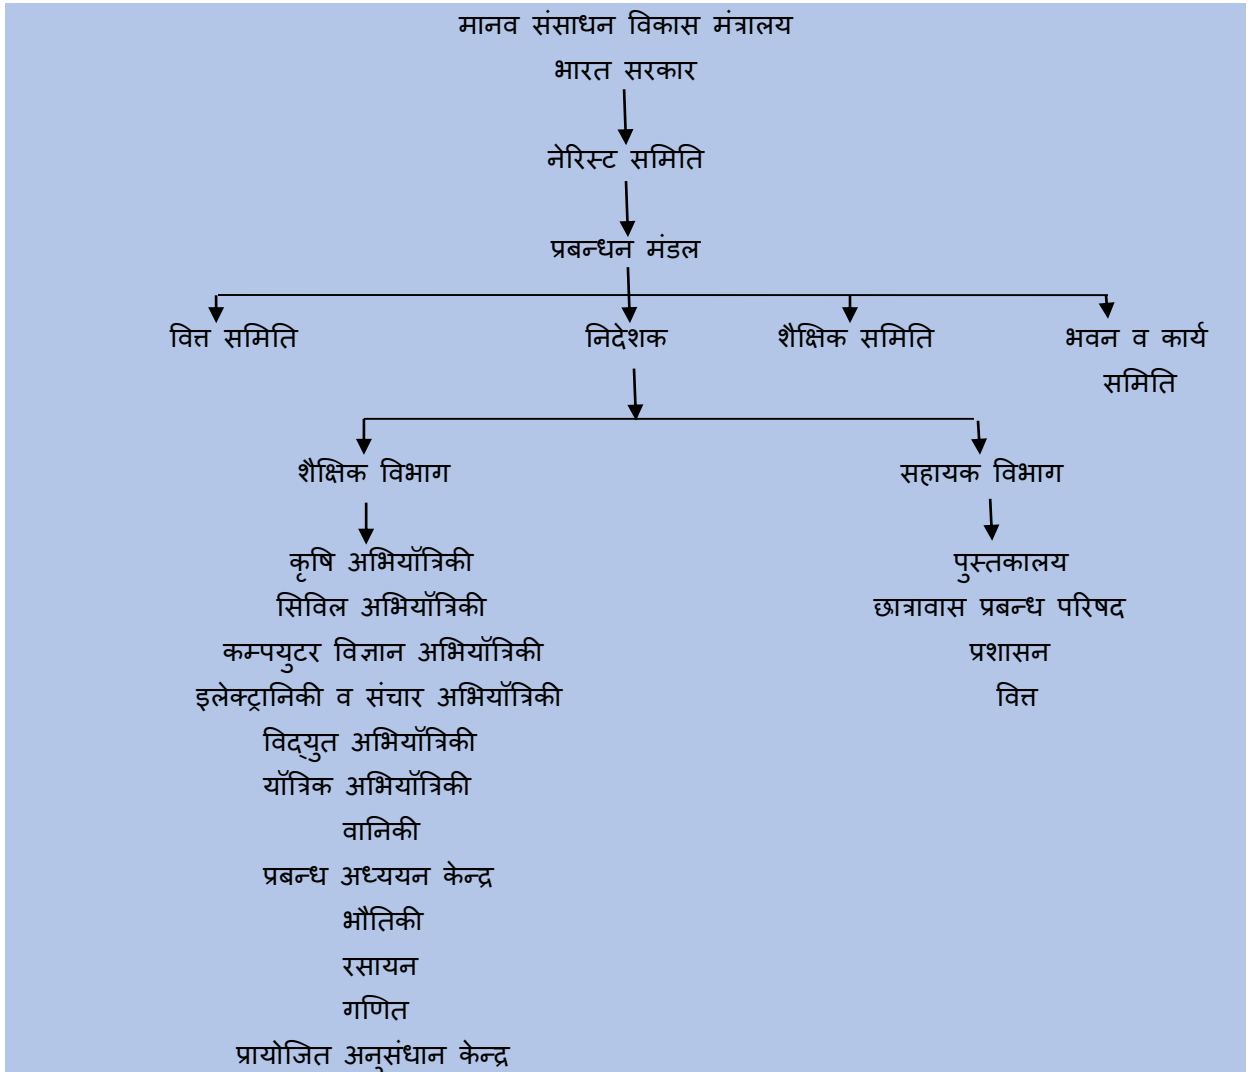 मानव संसाधन विकास मंत्रालय
भारत सरकार
नेरिस्ट समिति
प्रबन्धन मंडल
वित्त समिति
निदेशक
शैक्षिक समिति
भवन व कार्य
समिति
शैक्षिक विभाग
सहायक विभाग
कृषि अभियाॅत्रिकी
सिविल अभियाॅत्रिकी
कम्पयुटर विज्ञान अभियाॅत्रिकी
इलेक्ट्रानिकी व संचार अभियाॅत्रिकी
विद्युत अभियाॅत्रिकी
याॅत्रिक अभियाॅत्रिकी
वानिकी
प्रबन्ध अध्ययन केन्द्र
भौतिकी
रसायन
गणित
प्रायोजित अनुसंधान केन्द्र
पुस्तकालय
छात्रावास प्रबन्ध परिषद
प्रशासन
वित्त